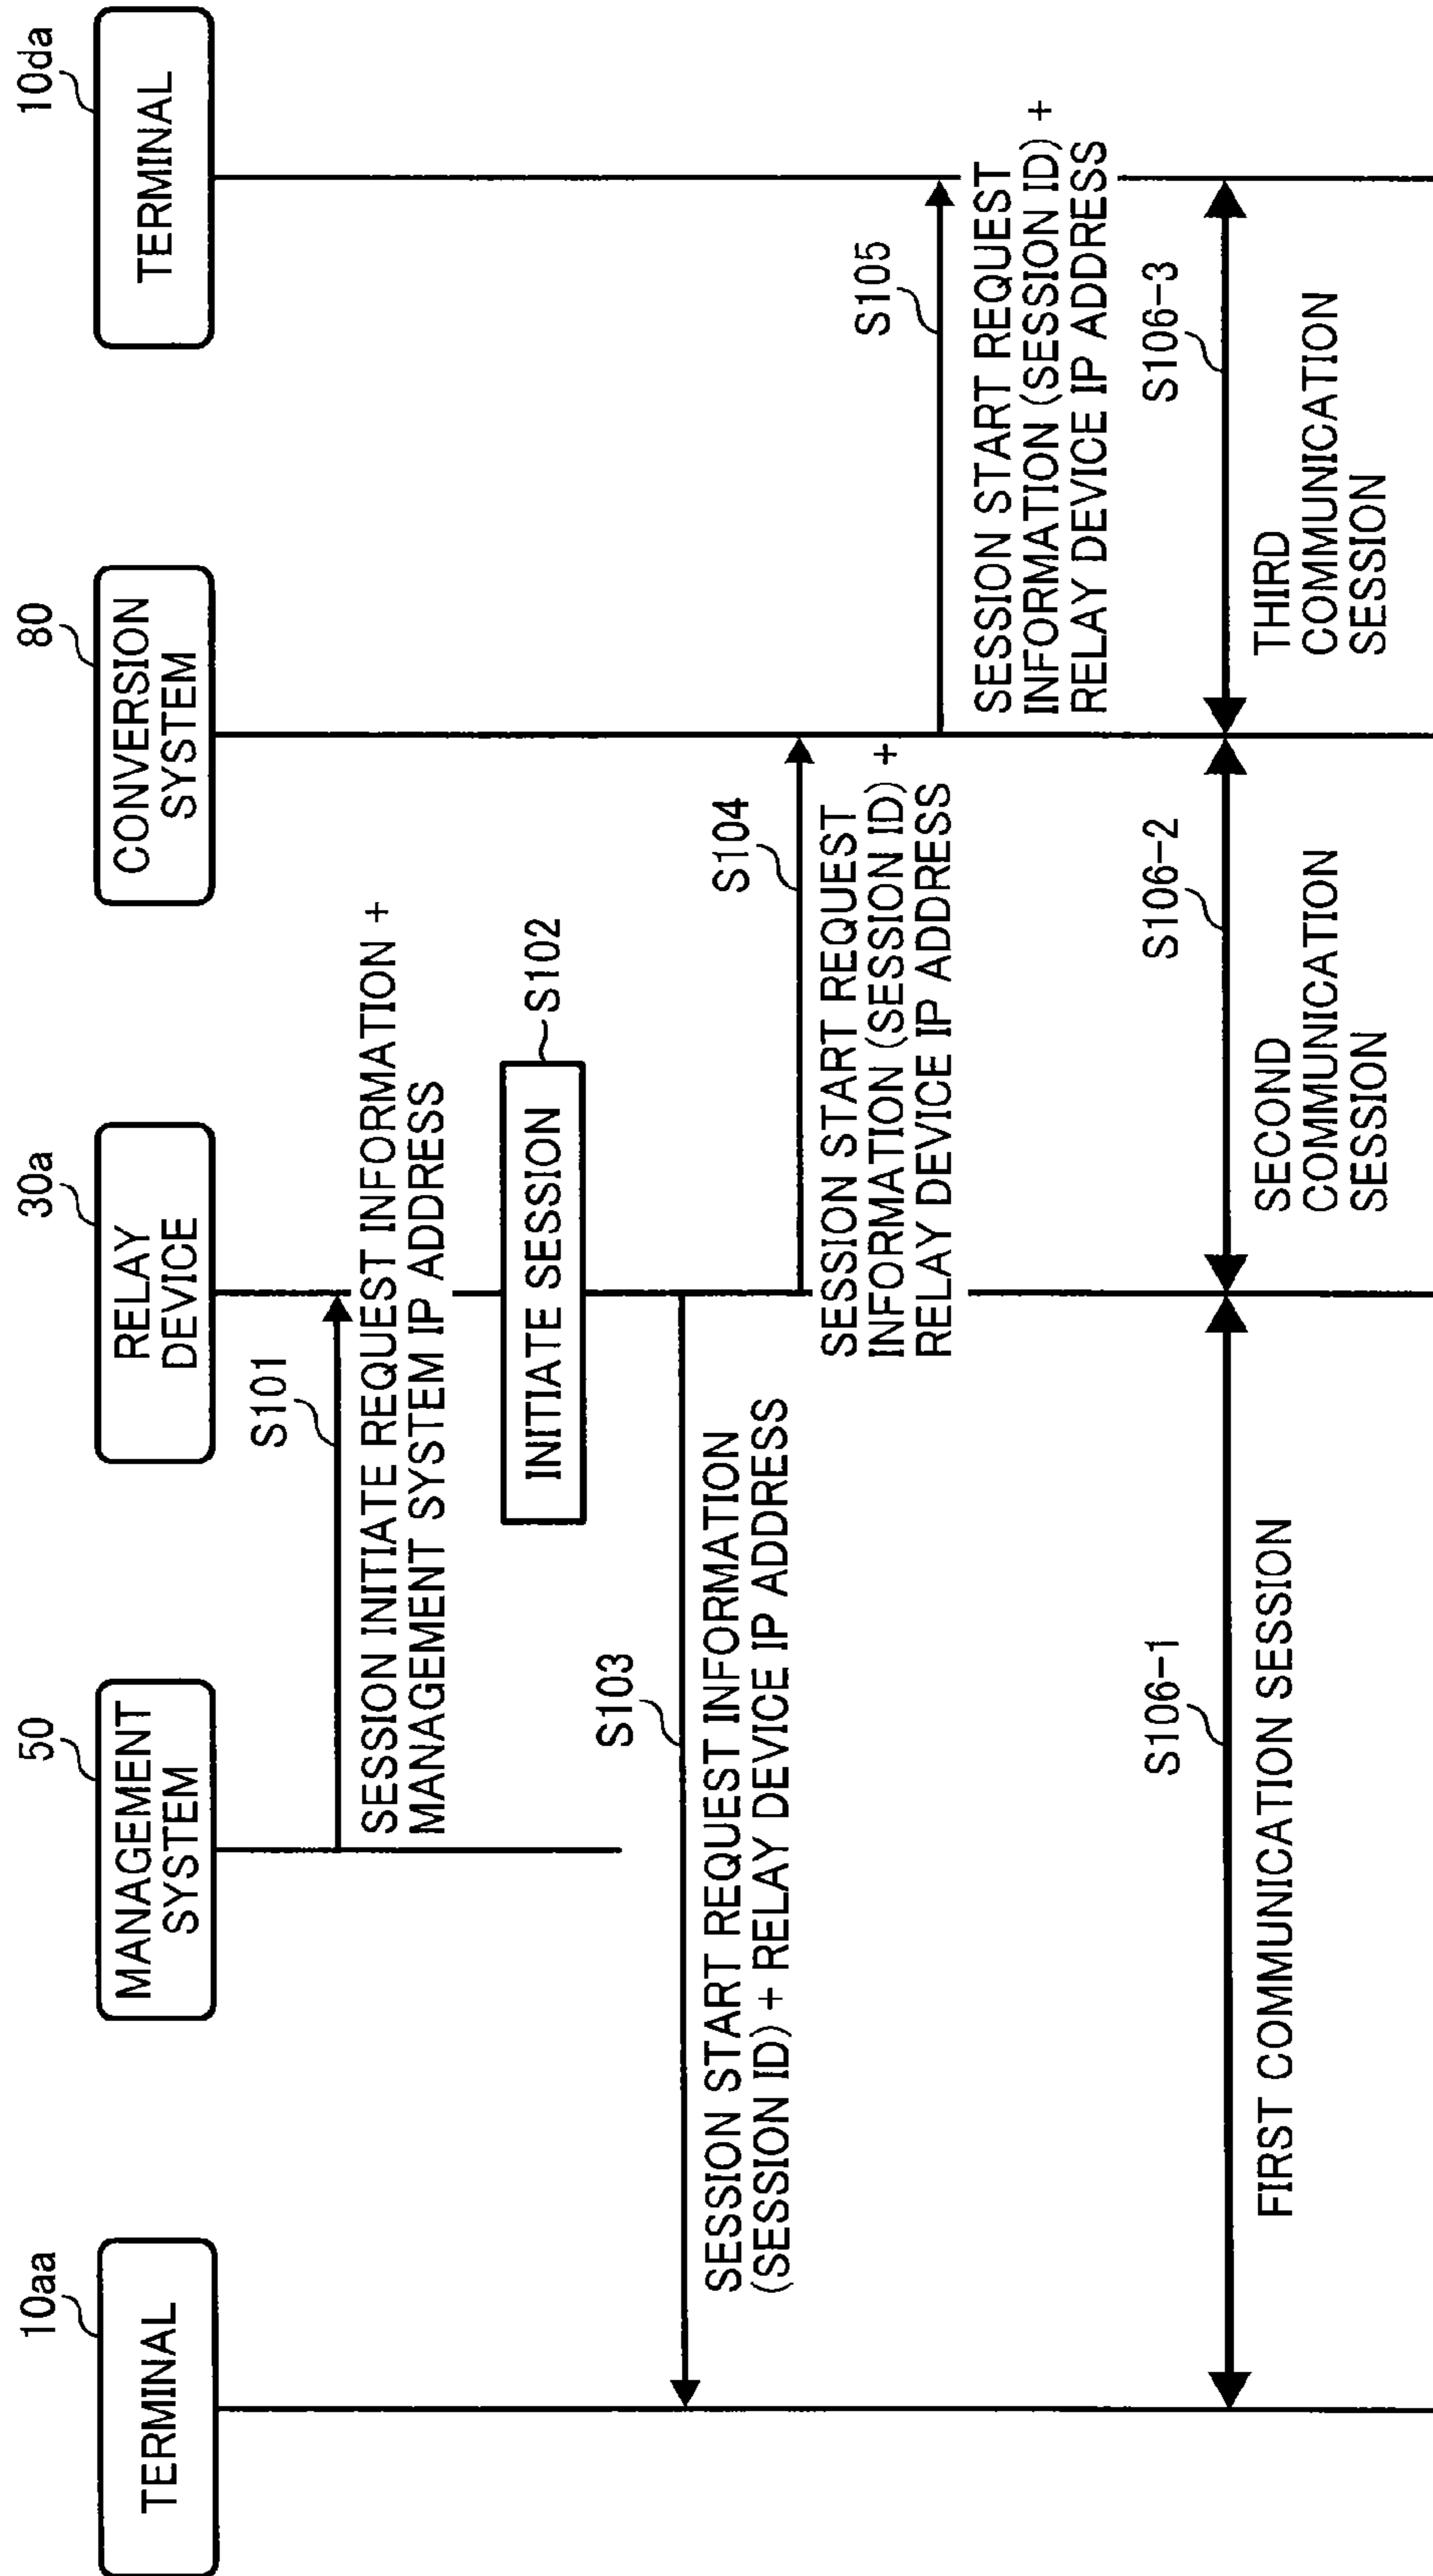 10aa
TERMINAL
50
MANAGEMENT
SYSTEM
30a
RELAY
DEVICE
80
CONVERSION
SYSTEM
10da
TERMINAL
S101
SESSION INITIATE REQUEST INFORMATION +
MANAGEMENT SYSTEM IP ADDRESS
INITIATE SESSION
S102
S103
SESSION START REQUEST INFORMATION
(SESSION ID) + RELAY DEVICE IP ADDRESS
S104
SESSION START REQUEST
INFORMATION (SESSION ID) +
RELAY DEVICE IP ADDRESS
S105
SESSION START REQUEST
INFORMATION (SESSION ID) +
RELAY DEVICE IP ADDRESS
S106-1
FIRST COMMUNICATION SESSION
S106-2
SECOND
COMMUNICATION
SESSION
S106-3
THIRD
COMMUNICATION
SESSION